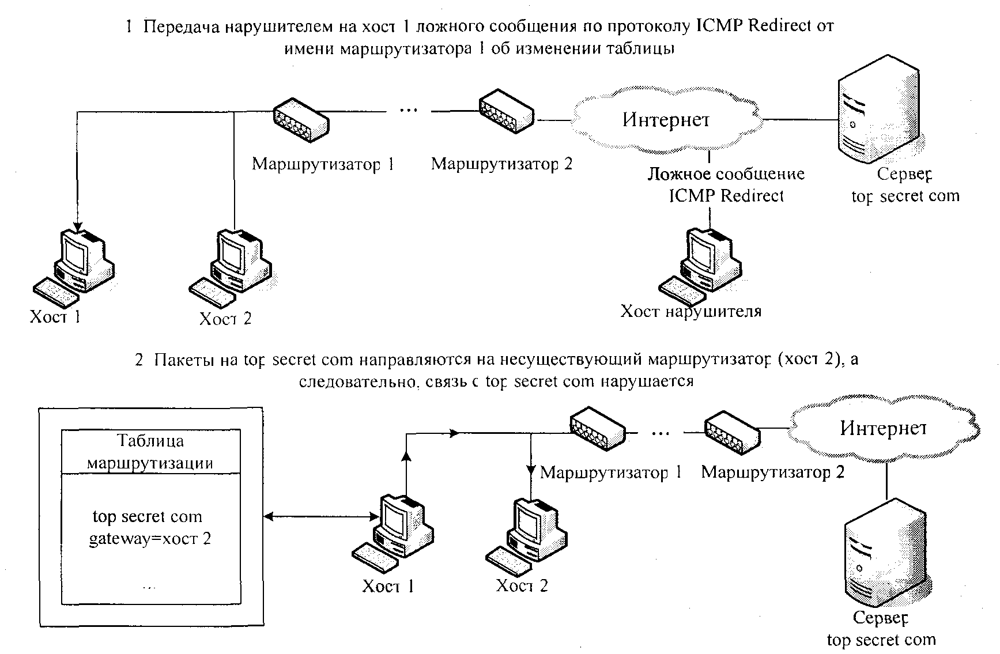 1 Передача нарушителем на хост 1 ложного сообщения по протоколу ICMP Redirect от
имени маршрутизатора 1 об изменении таблицы
...
Интернет
Маршрутизатор 1
Маршрутизатор 2
Ложное сообщение
ICMP Redirect
Сервер
top secret com
Хост 1
Хост 2
Хост нарушителя
2 Пакеты на top secret com направляются на несуществующий маршрутизатор (хост 2), а
следовательно, связь с top secret com нарушается
Таблица
маршрутизации
top secret com
gateway=хост 2
...
...
Интернет
Маршрутизатор 1
Маршрутизатор 2
Хост 1
Хост 2
Сервер
top secret com